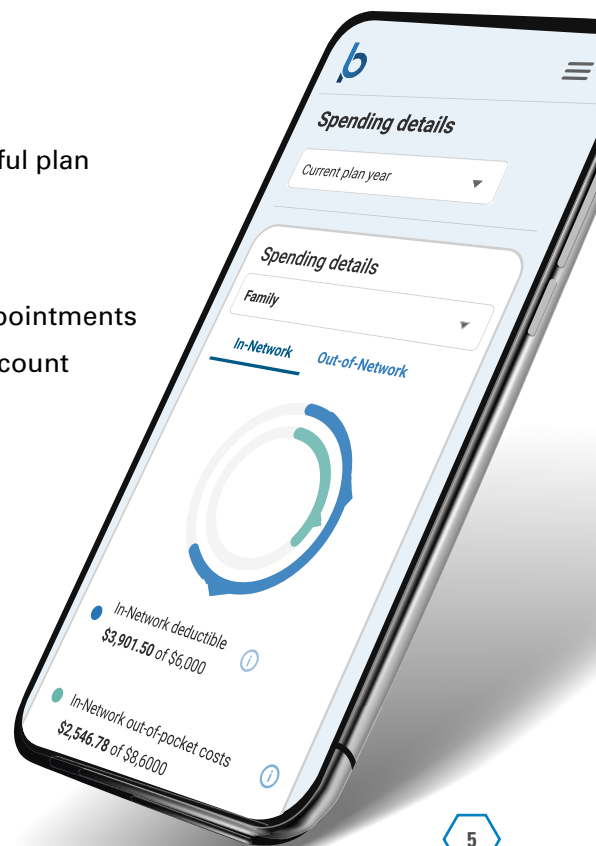 ful plan
pointments
count
Spending details
Current plan year
Spending details
Family
In-Network Out-of-Network
In-Network deductible
$3,901.50 of $6,000
In-Network out-of-pocket costs
$2,546.78 of $8,6000
5